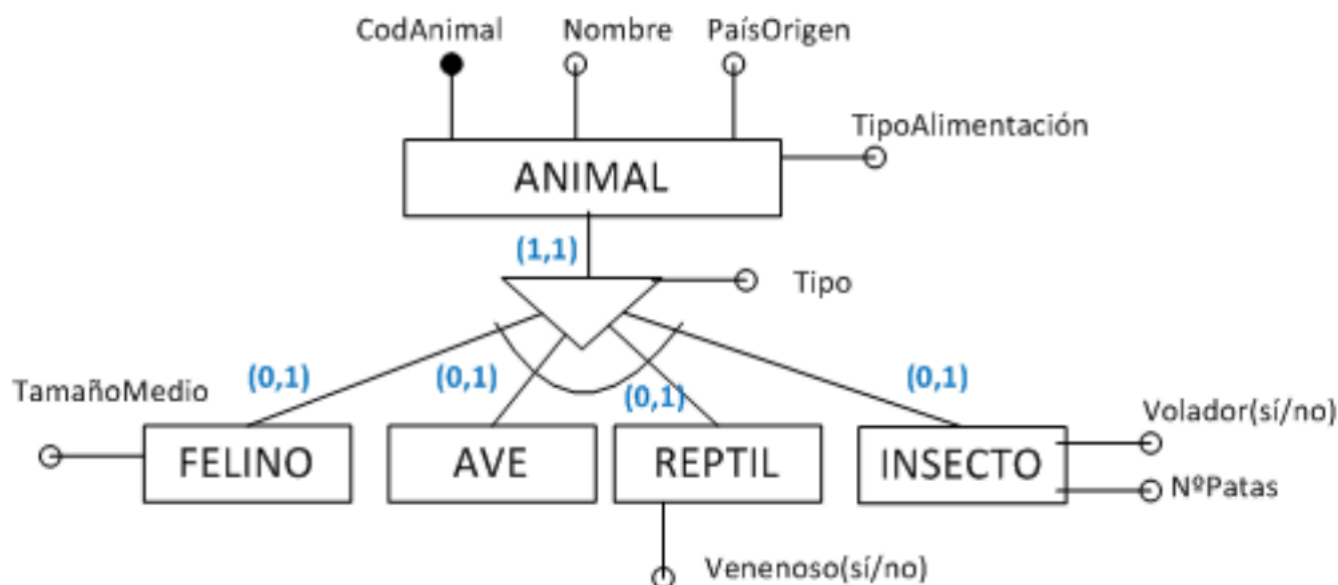 CodAnimal Nombre PaísOrigen
TipoAlimentación
ANIMAL
(1,1)
Tipo
(0,1) (0,1) (0,1) (0,1)
TamañoMedio
Volador(sí/no)
FELINO AVE REPTIL INSECTO
NºPatas
Venenoso(sí/no)